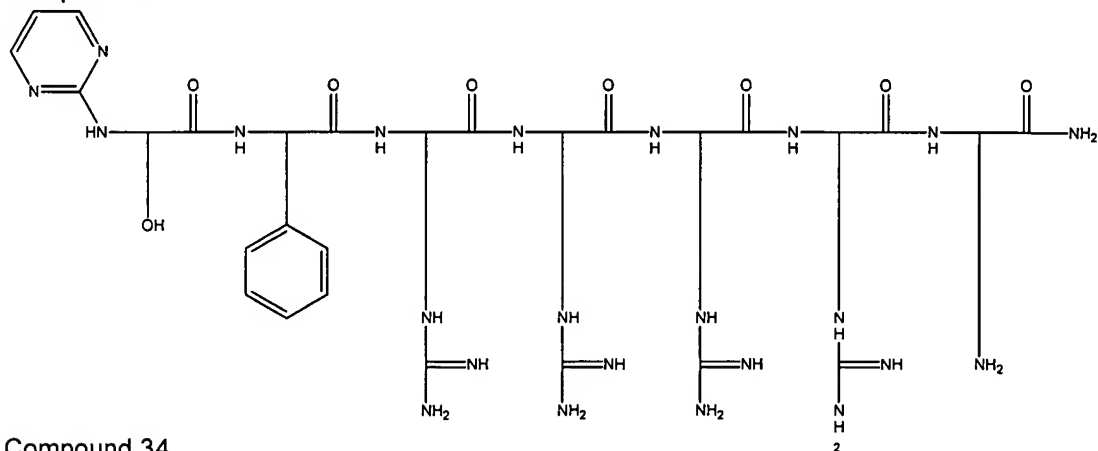 N
N
O O O O O O O
HN N H N H N H N H N H N H NH2
OH
NH NH NH N H
NH NH NH NH NH2
NH2 NH2 NH2 N H 2
Compound 34